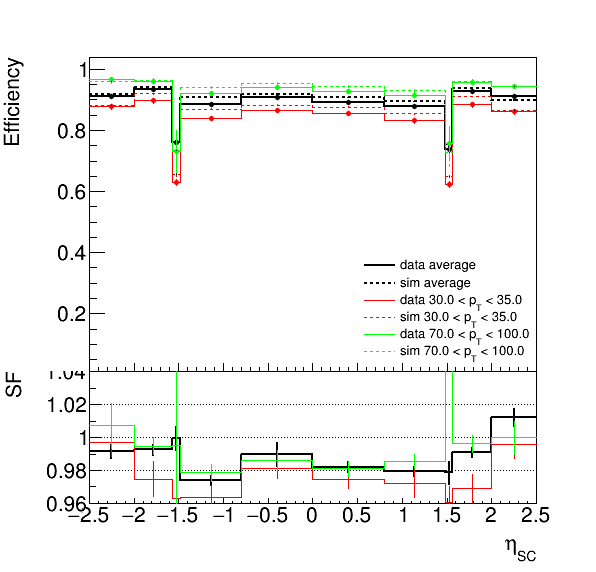 Efficiency
1
0.8
0.6
0.4
0.2
data average
sim average
data 30.0 < p_T < 35.0
sim 30.0 < p_T < 35.0
data 70.0 < p_T < 100.0
sim 70.0 < p_T < 100.0
SF
1.04
1.02
1
0.98
0.96
−2.5 −2 −1.5 −1 −0.5 0 0.5 1 1.5 2 2.5
η_SC